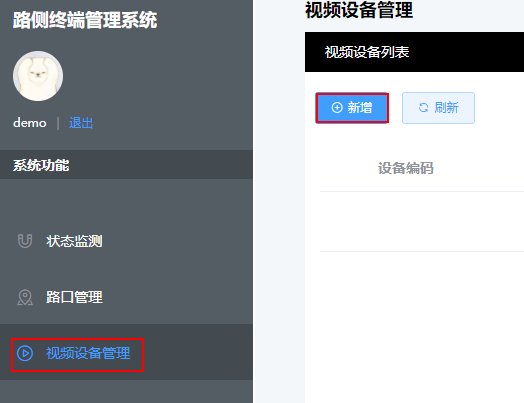 路侧终端管理系统
demo | 退出
系统功能
状态监测
路口管理
视频设备管理
视频设备管理
视频设备列表
新增 刷新
设备编码